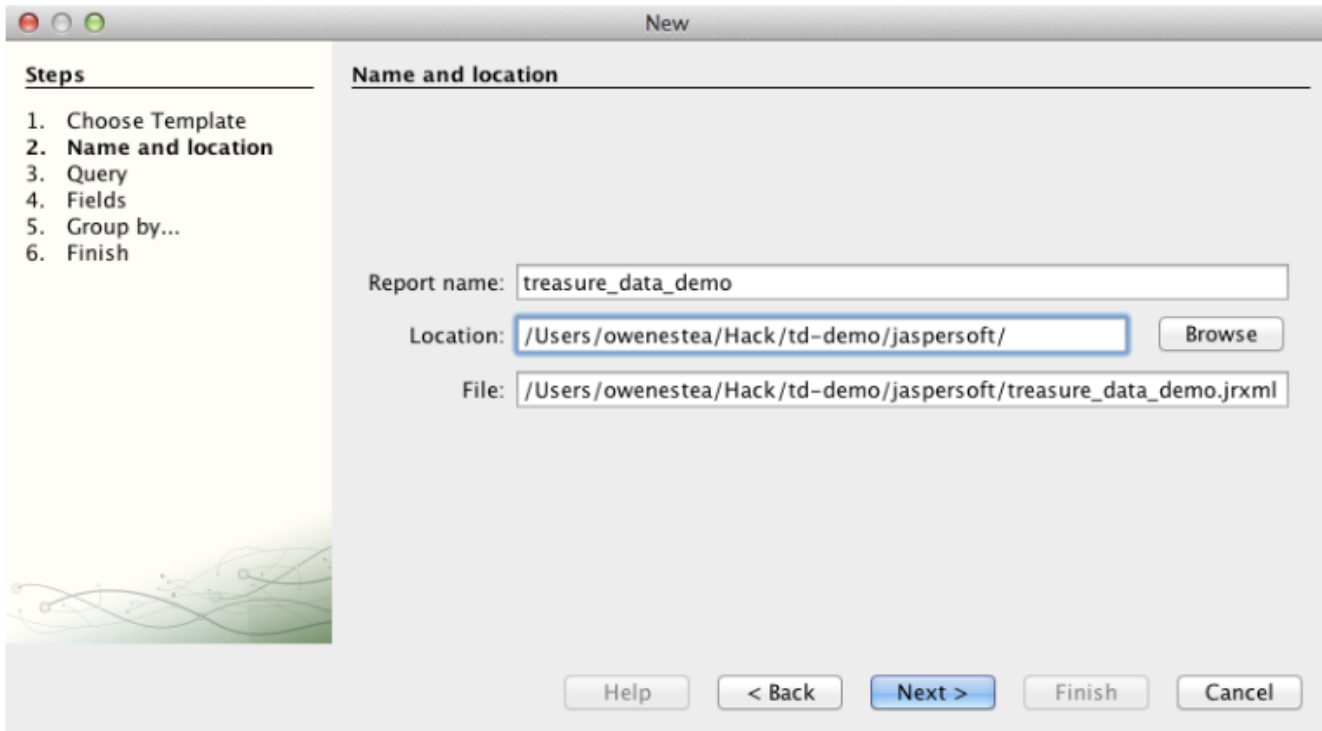 New
Steps
1. Choose Template
2. Name and location
3. Query
4. Fields
5. Group by...
6. Finish
Name and location
Report name: treasure_data_demo
Location: /Users/owenestea/Hack/td-demo/jaspersoft/ Browse
File: /Users/owenestea/Hack/td-demo/jaspersoft/treasure_data_demo.jrxml
Help < Back Next > Finish Cancel